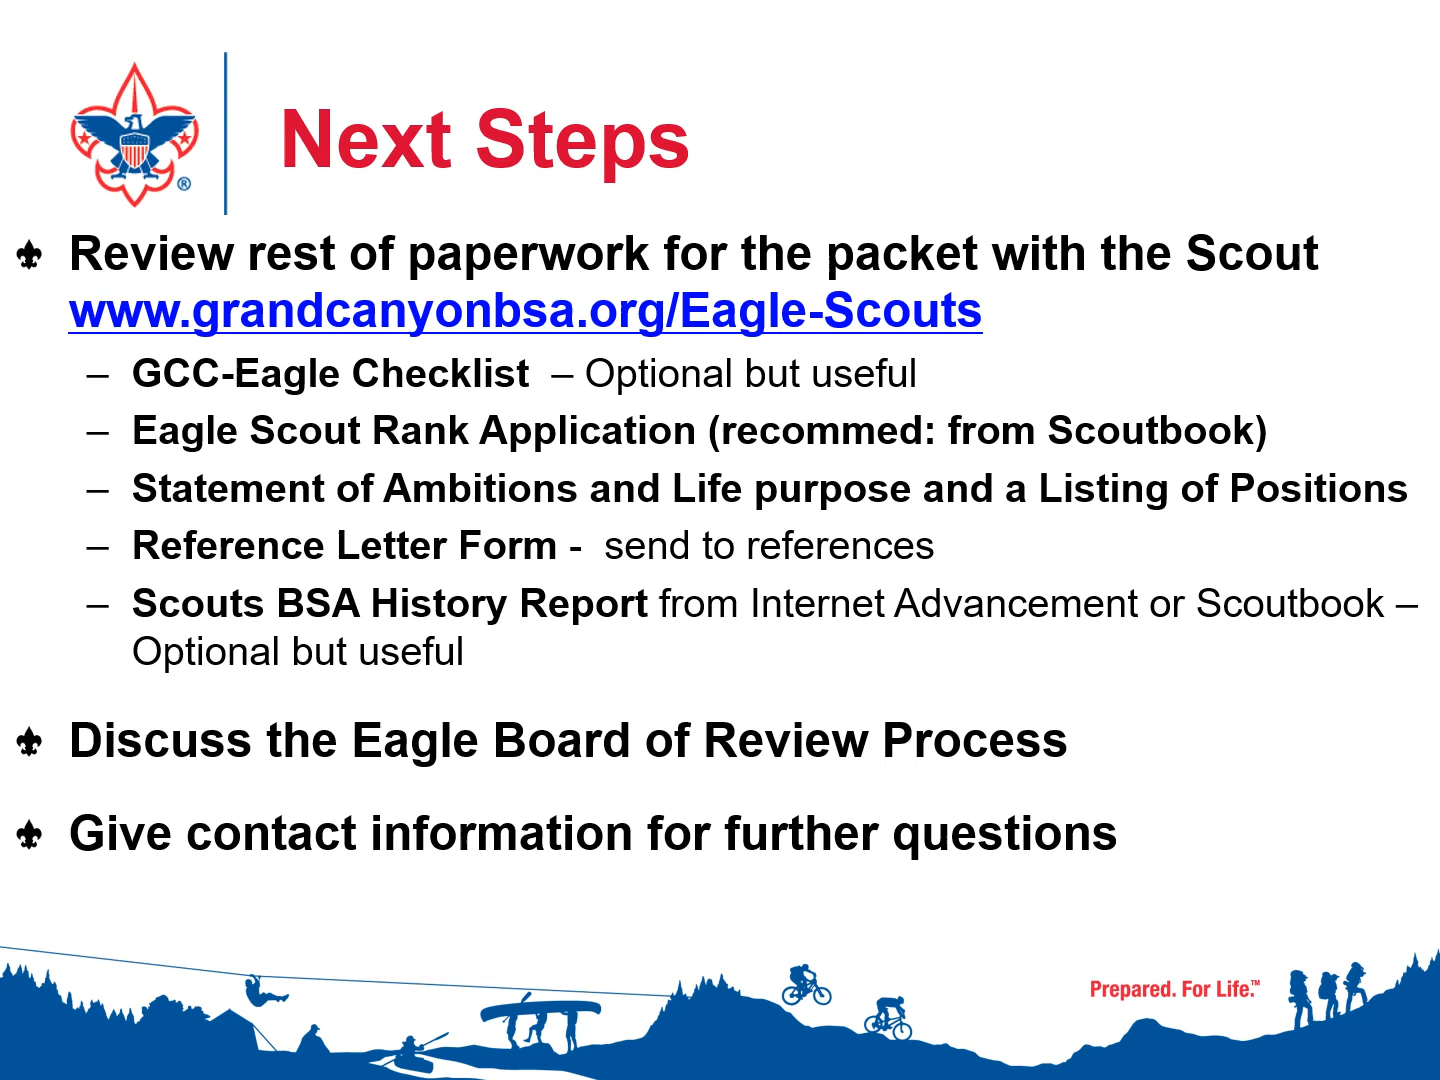 Next Steps
®
Review rest of paperwork for the packet with the Scout
www.grandcanyonbsa.org/Eagle-Scouts
– GCC-Eagle Checklist – Optional but useful
– Eagle Scout Rank Application (recommed: from Scoutbook)
– Statement of Ambitions and Life purpose and a Listing of Positions
– Reference Letter Form - send to references
– Scouts BSA History Report from Internet Advancement or Scoutbook –
Optional but useful
Discuss the Eagle Board of Review Process
Give contact information for further questions
Prepared. For Life.™